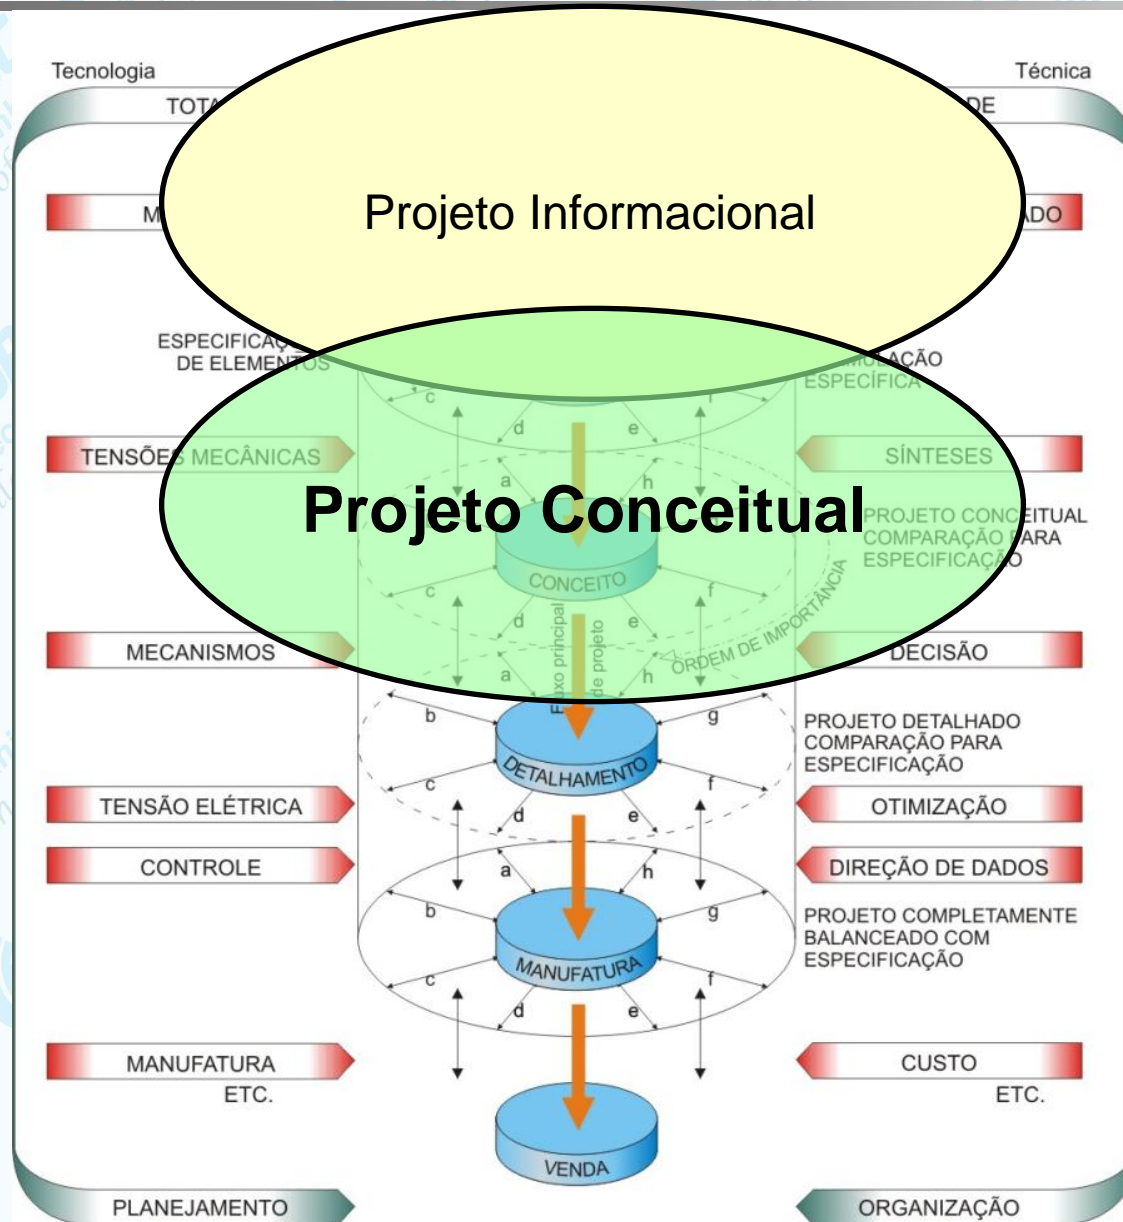 Tecnologia
Técnica
Projeto Informacional
ESPECIFICAÇ
DE ELEMENTOS
ESPECÍFICA
c
f
d
e
TENSÕES MECÂNICAS
SÍNTESES
a
h
Projeto Conceitual
PROJETO CONCEITUAL
COMPARAÇÃO PARA
ESPECIFICAÇÃO
CONCEITO
c
f
d
e
Fluxo principal
de projeto
ORDEM DE IMPORTÂNCIA
MECANISMOS
DECISÃO
a
h
b
g
PROJETO DETALHADO
COMPARAÇÃO PARA
ESPECIFICAÇÃO
DETALHAMENTO
c
f
TENSÃO ELÉTRICA
OTIMIZAÇÃO
d
e
CONTROLE
DIREÇÃO DE DADOS
a
h
b
g
PROJETO COMPLETAMENTE
BALANCEADO COM
ESPECIFICAÇÃO
MANUFATURA
c
f
d
e
MANUFATURA
CUSTO
ETC.
ETC.
VENDA
PLANEJAMENTO
ORGANIZAÇÃO